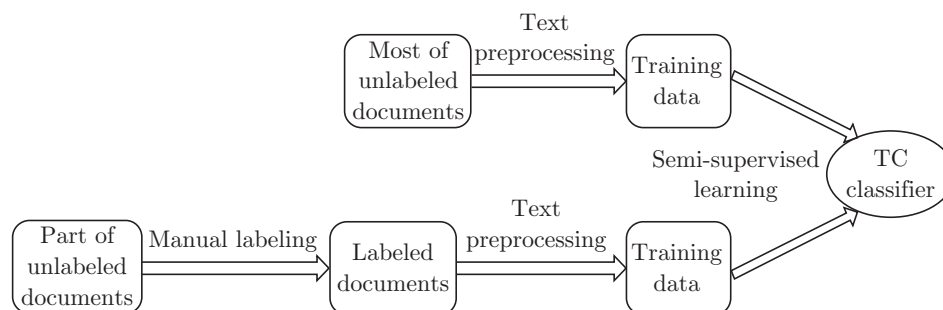 Most of
unlabeled
documents
Text
preprocessing
Training
data
Semi-supervised
learning
TC
classifier
Part of
unlabeled
documents
Manual labeling
Labeled
documents
Text
preprocessing
Training
data